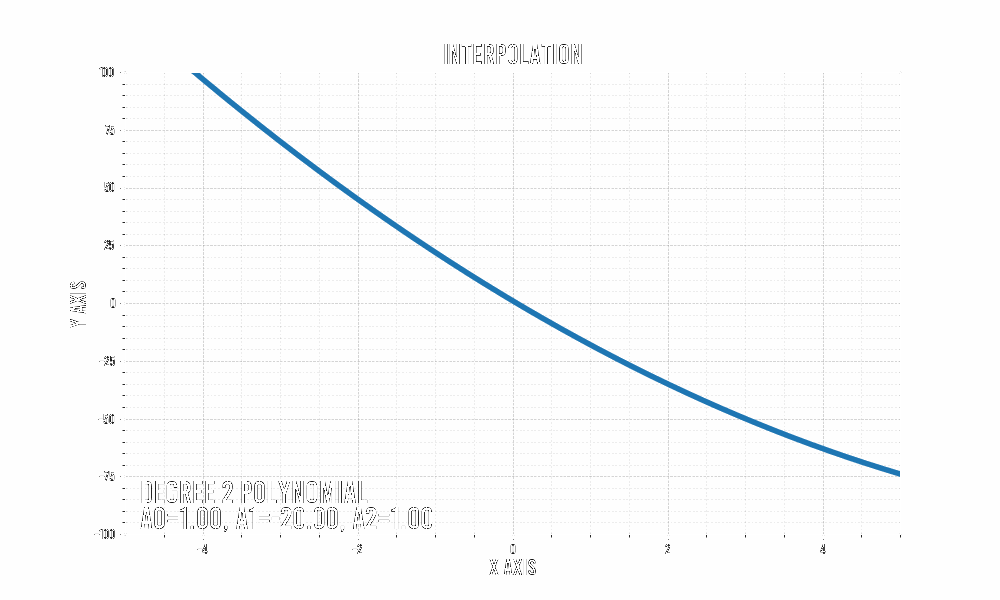 INTERPOLATION
100
75
50
25
0
-25
-50
-75
-100
Y AXIS
DEGREE 2 POLYNOMIAL
A0=1.00, A1=-20.00, A2=1.00
-4 -2 0 2 4
X AXIS